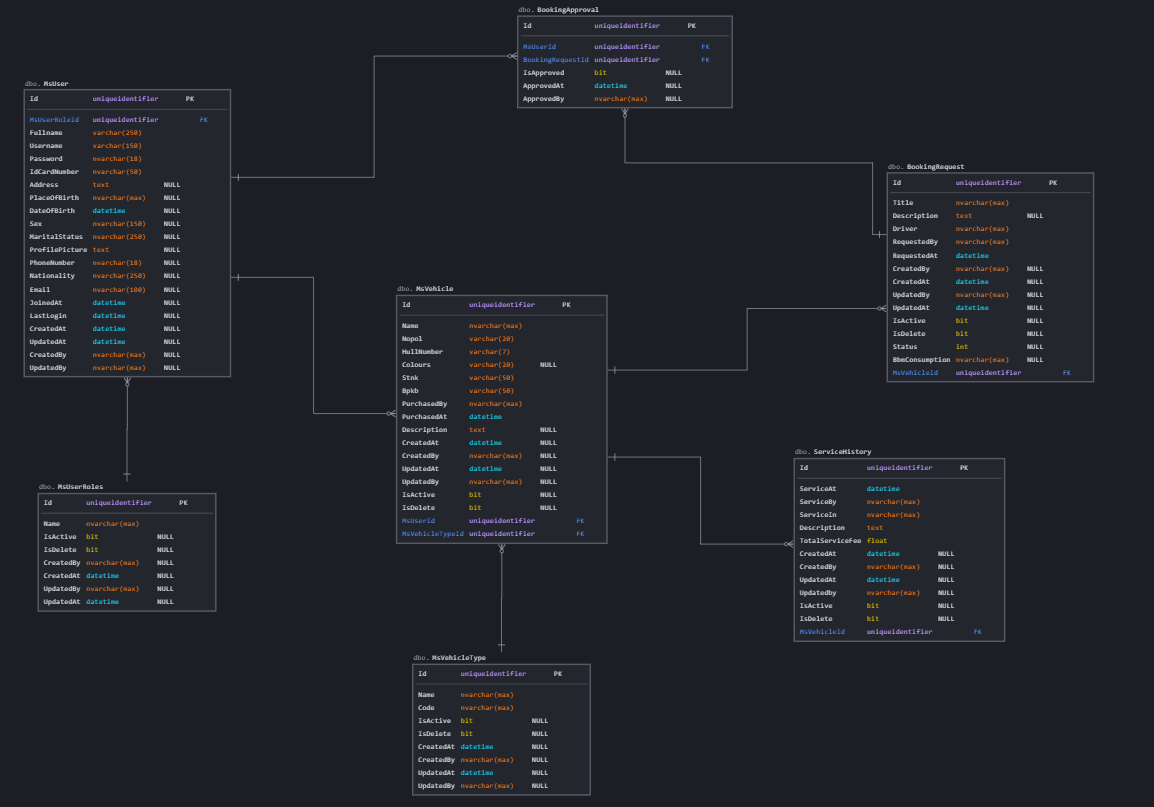 dbo. BookingApproval
Id uniqueidentifier PK
MsUserId uniqueidentifier FK
BookingRequestId uniqueidentifier FK
IsApproved bit NULL
ApprovedAt datetime NULL
ApprovedBy nvarchar(max) NULL
dbo. MsUser
Id uniqueidentifier PK
MsUserRoleId uniqueidentifier FK
Fullname varchar(250)
Username varchar(150)
Password nvarchar(18)
IdCardNumber nvarchar(50)
Address text NULL
PlaceOfBirth nvarchar(max) NULL
DateOfBirth datetime NULL
Sex nvarchar(150) NULL
MaritalStatus nvarchar(250) NULL
ProfilePicture text NULL
PhoneNumber nvarchar(18) NULL
Nationality nvarchar(250) NULL
Email nvarchar(100) NULL
JoinedAt datetime NULL
LastLogin datetime NULL
CreatedAt datetime NULL
UpdatedAt datetime NULL
CreatedBy nvarchar(max) NULL
UpdatedBy nvarchar(max) NULL
dbo. BookingRequest
Id uniqueidentifier PK
Title nvarchar(max)
Description text NULL
Driver nvarchar(max)
RequestedBy nvarchar(max)
RequestedAt datetime
CreatedBy nvarchar(max) NULL
CreatedAt datetime NULL
UpdatedBy nvarchar(max) NULL
UpdatedAt datetime NULL
IsActive bit NULL
IsDelete bit NULL
Status int NULL
BbmConsumption nvarchar(max) NULL
MsVehicleId uniqueidentifier FK
dbo. MsVehicle
Id uniqueidentifier PK
Name nvarchar(max)
Nopol varchar(20)
HullNumber varchar(7)
Colours varchar(20) NULL
Stnk varchar(50)
Bpkb varchar(50)
PurchasedBy nvarchar(max)
PurchasedAt datetime
Description text NULL
CreatedAt datetime NULL
CreatedBy nvarchar(max) NULL
UpdatedAt datetime NULL
UpdatedBy nvarchar(max) NULL
IsActive bit NULL
IsDelete bit NULL
MsUserId uniqueidentifier FK
MsVehicleTypeId uniqueidentifier FK
dbo. ServiceHistory
Id uniqueidentifier PK
ServiceAt datetime
ServiceBy nvarchar(max)
ServiceIn nvarchar(max)
Description text
TotalServiceFee float
CreatedAt datetime NULL
CreatedBy nvarchar(max) NULL
UpdatedAt datetime NULL
Updatedby nvarchar(max) NULL
IsActive bit NULL
IsDelete bit NULL
MsVehicleId uniqueidentifier FK
dbo. MsUserRoles
Id uniqueidentifier PK
Name nvarchar(max)
IsActive bit NULL
IsDelete bit NULL
CreatedBy nvarchar(max) NULL
CreatedAt datetime NULL
UpdatedBy nvarchar(max) NULL
UpdatedAt datetime NULL
dbo. MsVehicleType
Id uniqueidentifier PK
Name nvarchar(max)
Code nvarchar(max)
IsActive bit NULL
IsDelete bit NULL
CreatedAt datetime NULL
CreatedBy nvarchar(max) NULL
UpdatedAt datetime NULL
UpdatedBy nvarchar(max) NULL